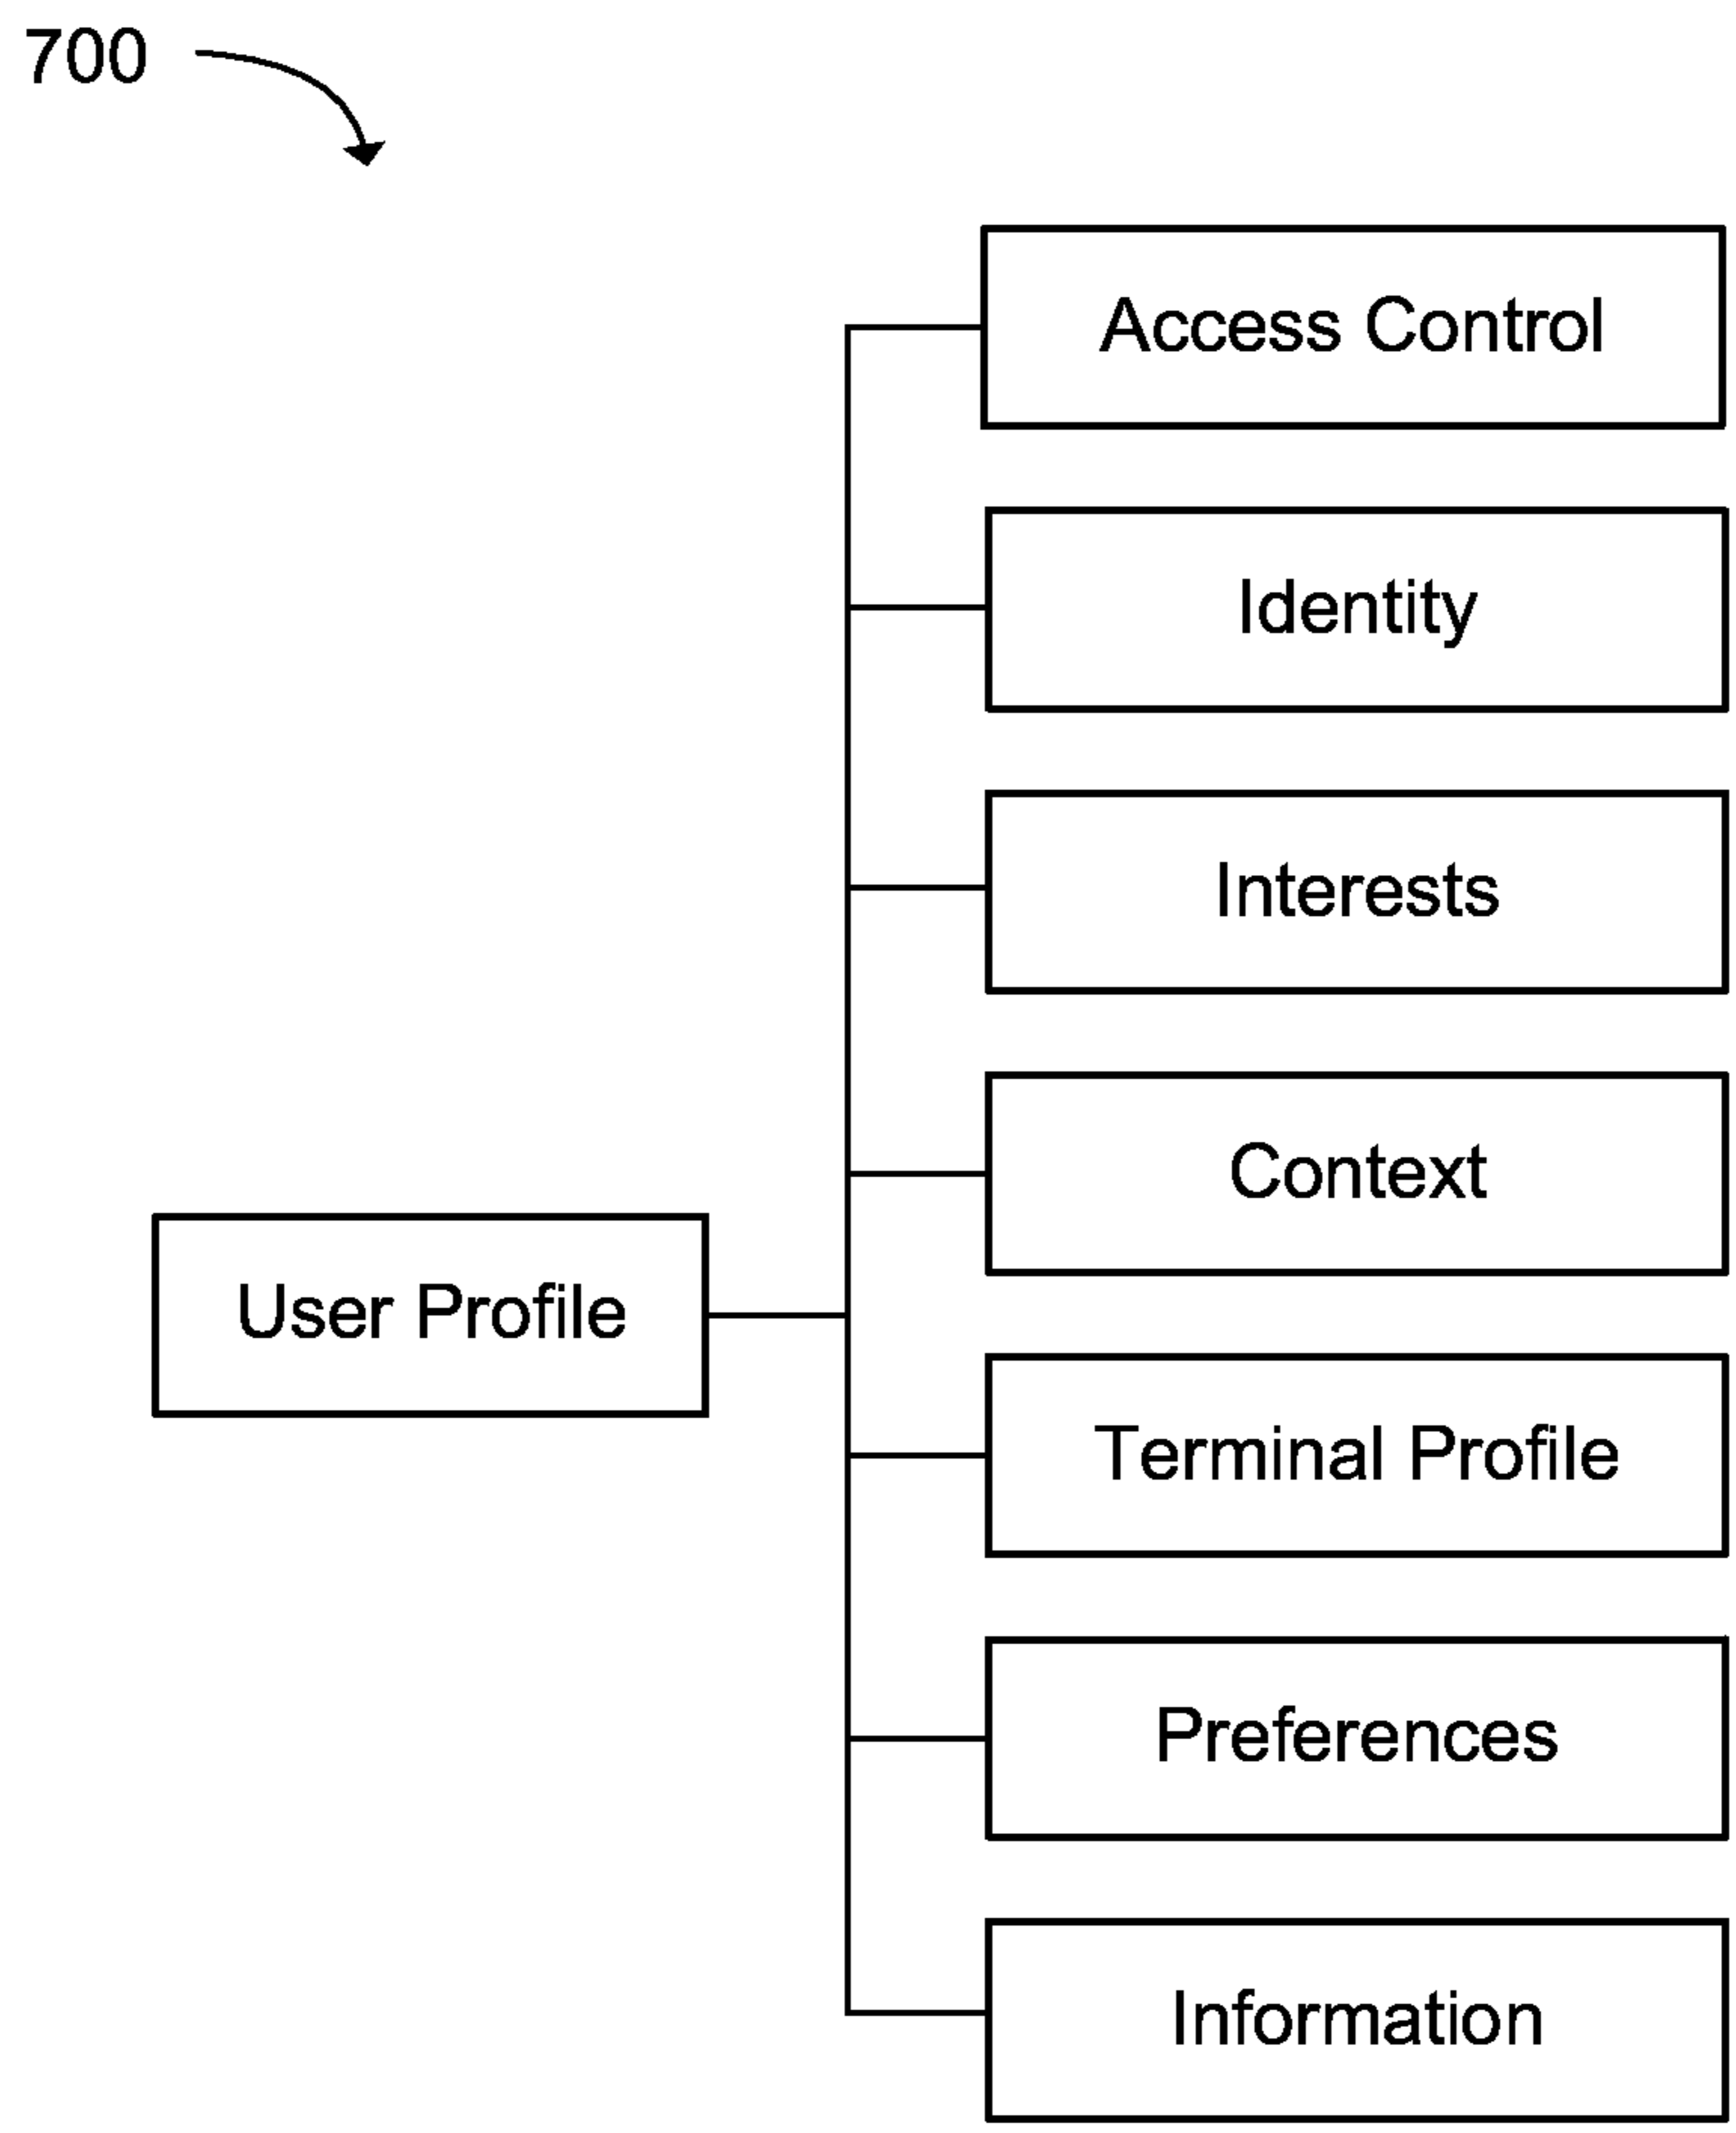 700
Access Control
Identity
Interests
Context
User Profile
Terminal Profile
Preferences
Information